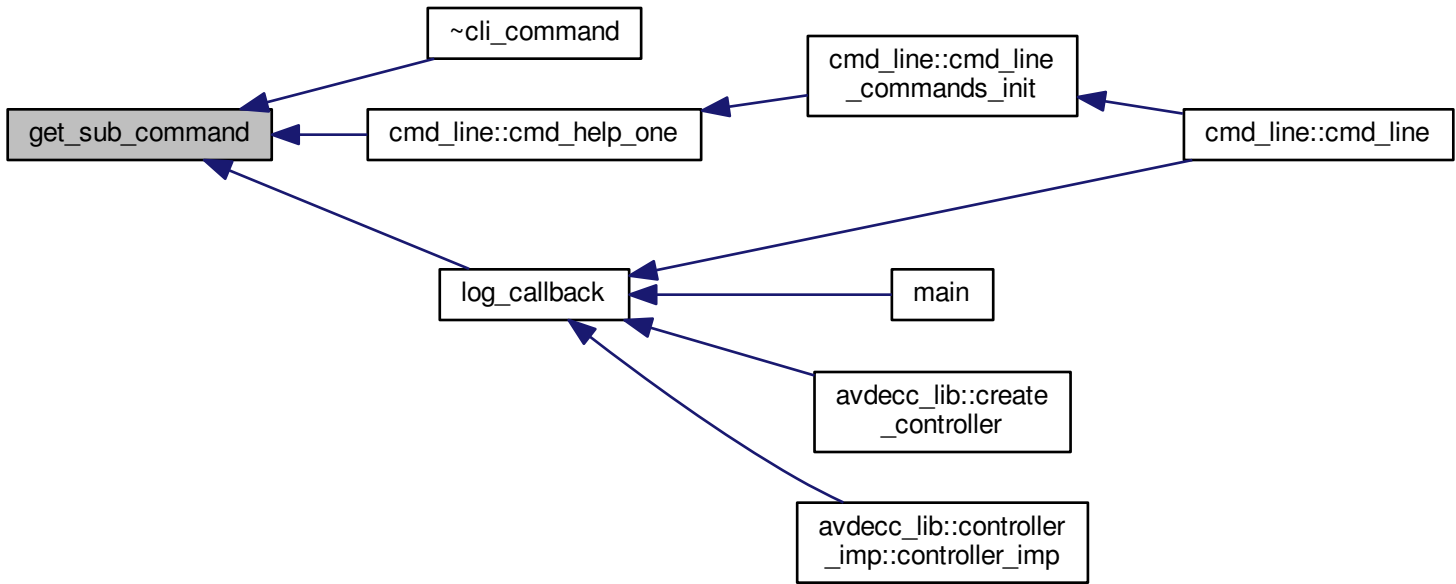 ~cli_command
get_sub_command
cmd_line::cmd_help_one
cmd_line::cmd_line
_commands_init
cmd_line::cmd_line
log_callback
main
avdecc_lib::create
_controller
avdecc_lib::controller
_imp::controller_imp